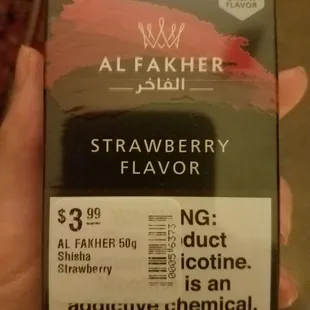 FLAVOR
AL FAKHER
الفاخر
STRAWBERRY
FLAVOR
$3.99
AL FAKHER 50g
Shisha
Strawberry
NG:
duct
icotine.
is an
addictive chemical.